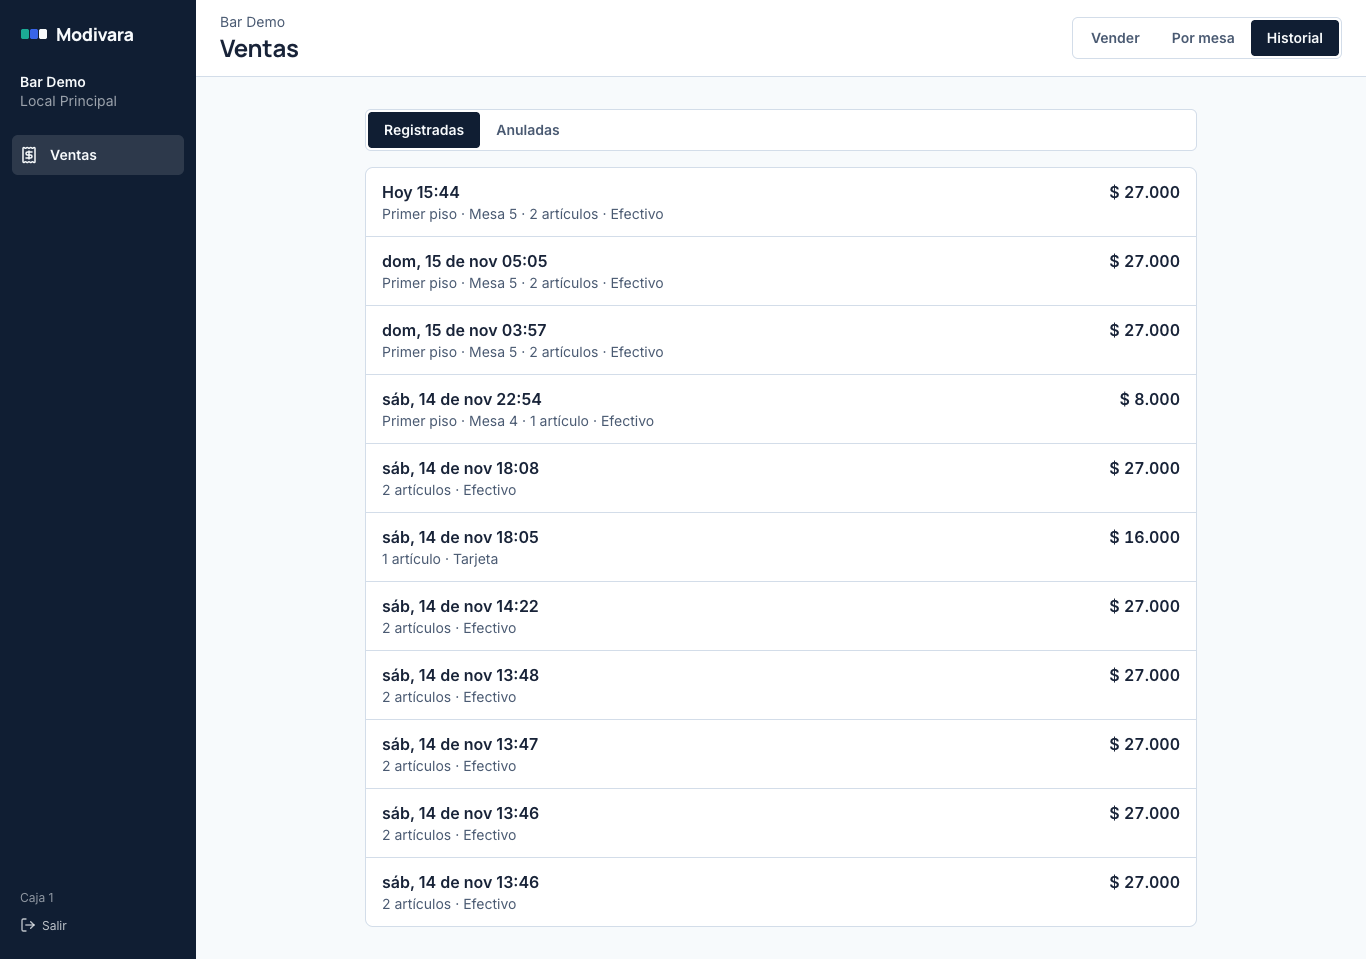 Modivara
Bar Demo
Local Principal
Ventas
Caja 1
Salir
Bar Demo
Ventas
Vender
Por mesa
Historial
Registradas
Anuladas
Hoy 15:44 $ 27.000
Primer piso · Mesa 5 · 2 artículos · Efectivo
dom, 15 de nov 05:05 $ 27.000
Primer piso · Mesa 5 · 2 artículos · Efectivo
dom, 15 de nov 03:57 $ 27.000
Primer piso · Mesa 5 · 2 artículos · Efectivo
sáb, 14 de nov 22:54 $ 8.000
Primer piso · Mesa 4 · 1 artículo · Efectivo
sáb, 14 de nov 18:08 $ 27.000
2 artículos · Efectivo
sáb, 14 de nov 18:05 $ 16.000
1 artículo · Tarjeta
sáb, 14 de nov 14:22 $ 27.000
2 artículos · Efectivo
sáb, 14 de nov 13:48 $ 27.000
2 artículos · Efectivo
sáb, 14 de nov 13:47 $ 27.000
2 artículos · Efectivo
sáb, 14 de nov 13:46 $ 27.000
2 artículos · Efectivo
sáb, 14 de nov 13:46 $ 27.000
2 artículos · Efectivo